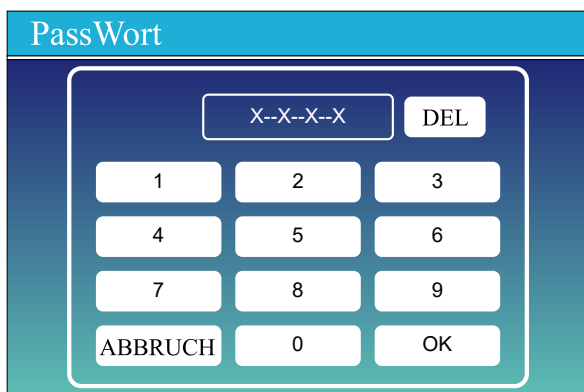 PassWort
X--X--X--X DEL
1 2 3
4 5 6
7 8 9
ABBRUCH 0 OK